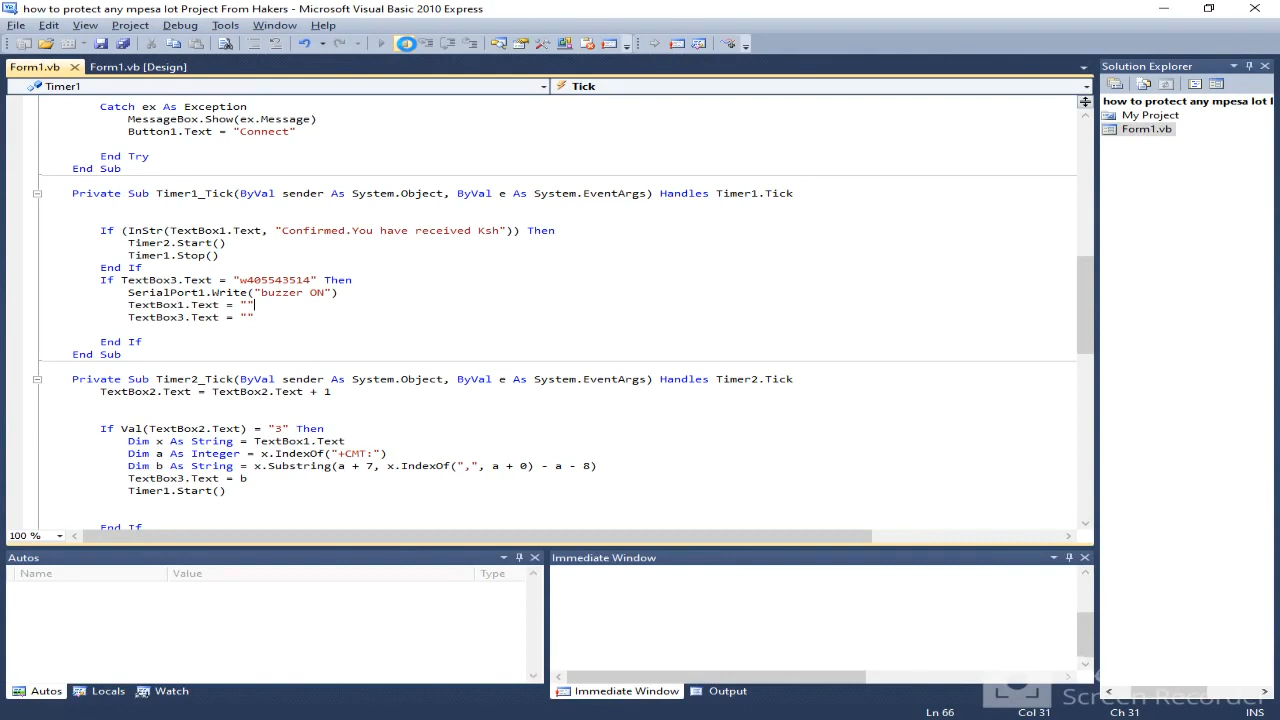 how to protect any mpesa Iot Project From Hakers - Microsoft Visual Basic 2010 Express
File Edit View Project Debug Tools Window Help
Form1.vb Form1.vb [Design] Solution Explorer
Timer1 Tick
how to protect any mpesa Iot
My Project
Form1.vb
Catch ex As Exception
MessageBox.Show(ex.Message)
Button1.Text = "Connect"
End Try
End Sub
Private Sub Timer1_Tick(ByVal sender As System.Object, ByVal e As System.EventArgs) Handles Timer1.Tick
If (InStr(TextBox1.Text, "Confirmed.You have received Ksh")) Then
Timer2.Start()
Timer1.Stop()
End If
If TextBox3.Text = "w405543514" Then
SerialPort1.Write("buzzer ON")
TextBox1.Text = ""
TextBox3.Text = ""
End If
End Sub
Private Sub Timer2_Tick(ByVal sender As System.Object, ByVal e As System.EventArgs) Handles Timer2.Tick
TextBox2.Text = TextBox2.Text + 1
If Val(TextBox2.Text) = "3" Then
Dim x As String = TextBox1.Text
Dim a As Integer = x.IndexOf("+CMT:")
Dim b As String = x.Substring(a + 7, x.IndexOf(",", a + 0) - a - 8)
TextBox3.Text = b
Timer1.Start()
End If
100 %
Autos Immediate Window
Name Value Type
Autos Locals Watch Immediate Window Output
Screen Recorder
Ln 66 Col 31 Ch 31 INS